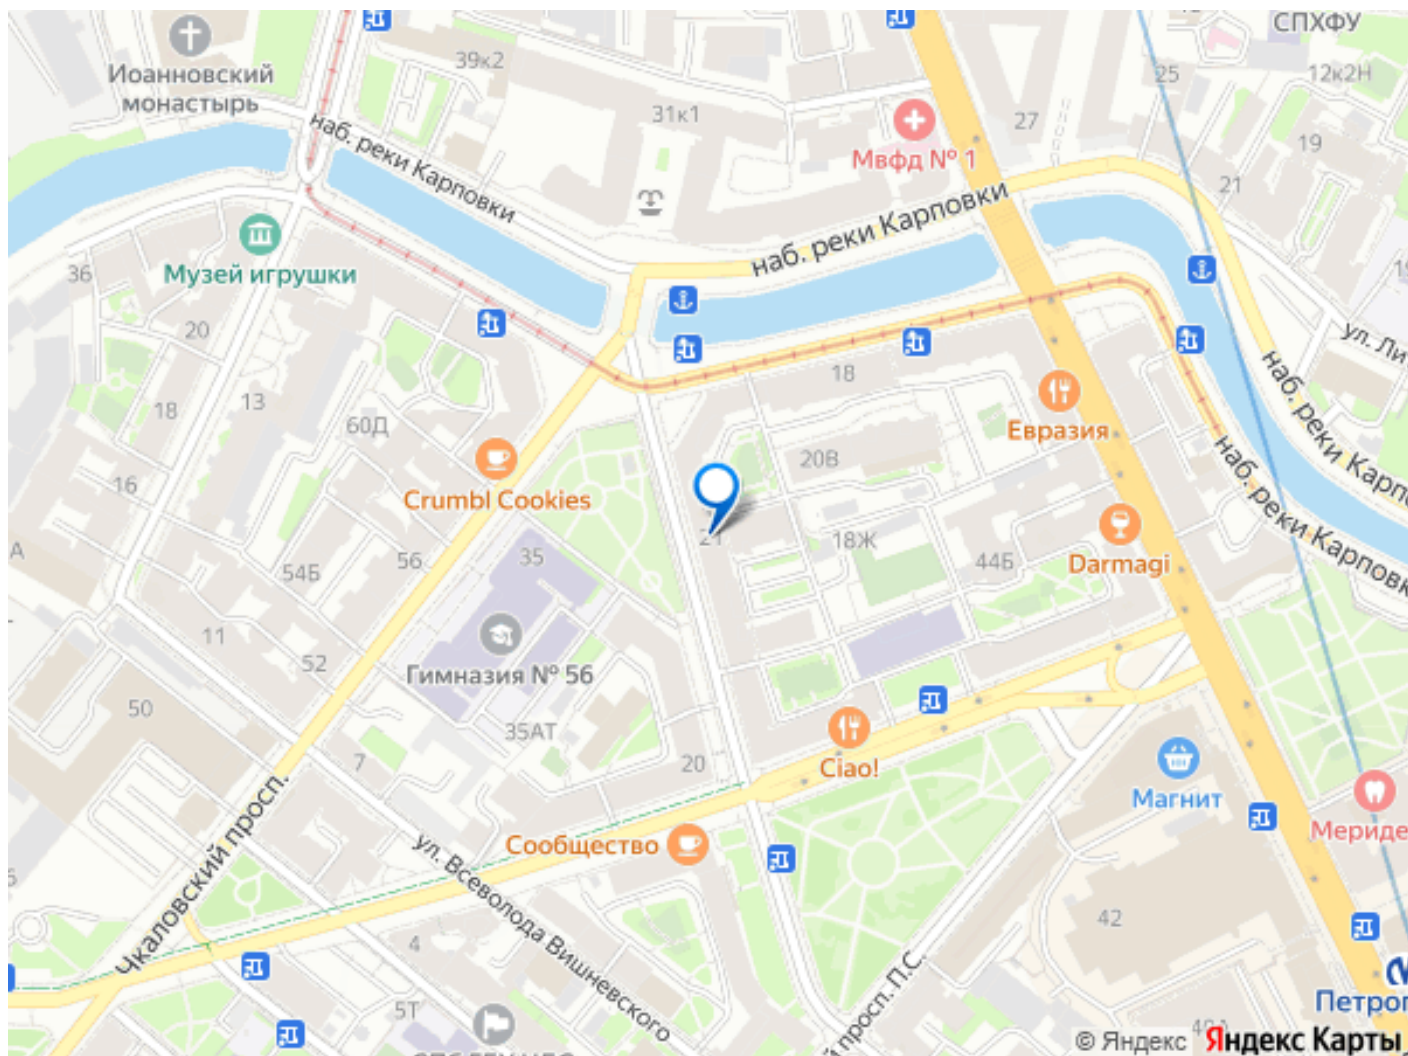 СПХФУ
Иоанновский
монастырь
39к2
25
12к2Н
31к1
27
19
Мвфд № 1
наб. реки Карповки
21
наб. реки Карповки
36
Музей игрушки
20
18
ул. Ли
13
18
60Д
Евразия
наб. реки Карпо
20В
16
Crumbl Cookies
наб. реки Карповк
21
18Ж
35
44Б
Darmagi
56
54Б
11
52
Гимназия № 56
50
35АТ
7
20
Ciao!
Магнит
Чкаловский просп.
Сообщество
Мериде
ул. Всеволода Вишневского
42
4
просп. П.С.
5Т
Петрог
© Яндекс Яндекс Карты